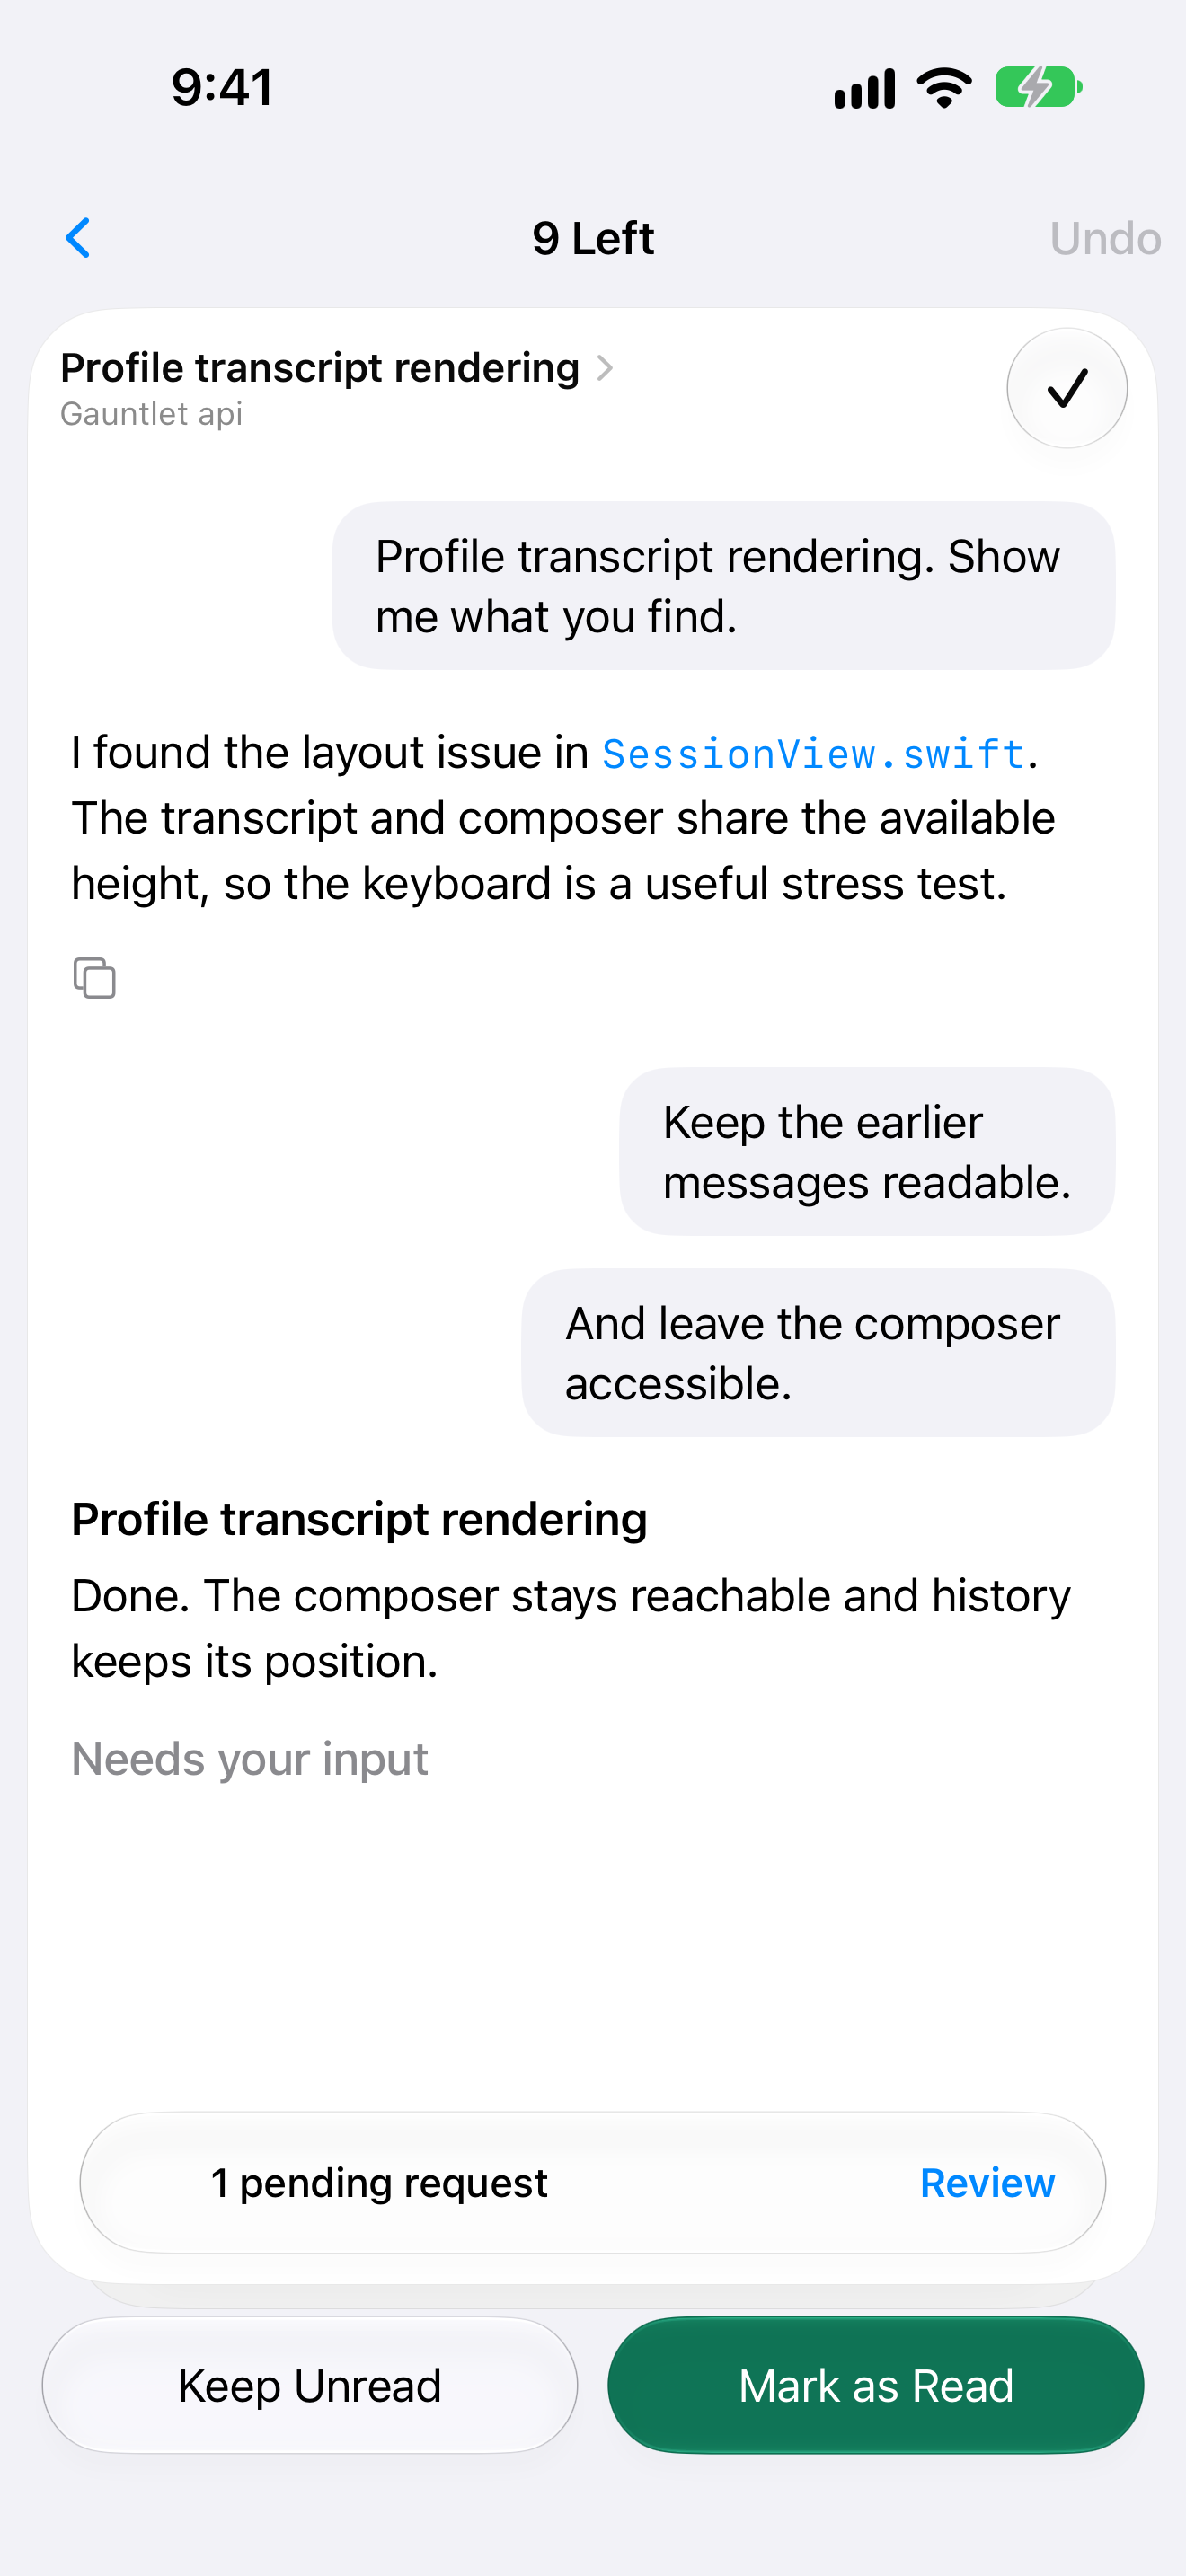 9:41
9 Left
Undo
Profile transcript rendering
Gauntlet api
Profile transcript rendering. Show
me what you find.
I found the layout issue in SessionView.swift.
The transcript and composer share the available
height, so the keyboard is a useful stress test.
Keep the earlier
messages readable.
And leave the composer
accessible.
Profile transcript rendering
Done. The composer stays reachable and history
keeps its position.
Needs your input
1 pending request
Review
Keep Unread
Mark as Read